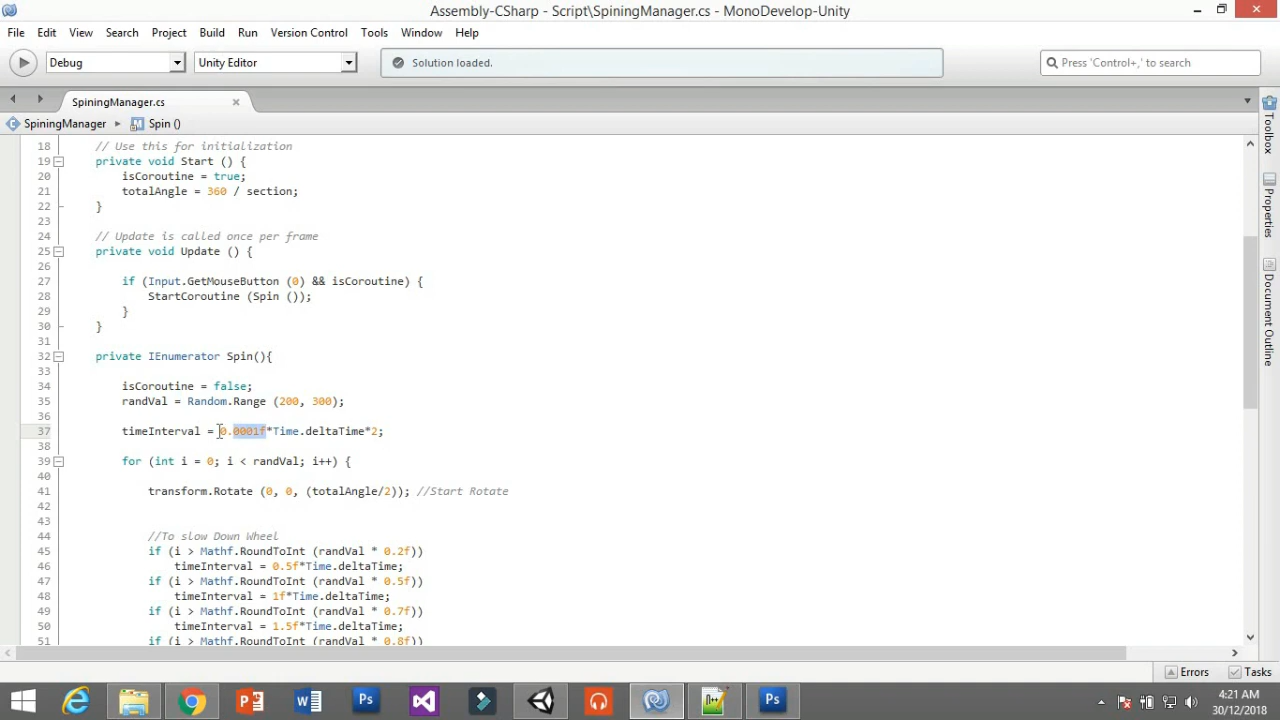 Assembly-CSharp - Script\SpiningManager.cs - MonoDevelop-Unity
File Edit View Search Project Build Run Version Control Tools Window Help
Debug Unity Editor Solution loaded. Press 'Control+,' to search
SpiningManager.cs
SpiningManager Spin ()
18 // Use this for initialization
19 private void Start () {
20 isCoroutine = true;
21 totalAngle = 360 / section;
22 }
23
24 // Update is called once per frame
25 private void Update () {
26
27 if (Input.GetMouseButton (0) && isCoroutine) {
28 StartCoroutine (Spin ());
29 }
30 }
31
32 private IEnumerator Spin(){
33
34 isCoroutine = false;
35 randVal = Random.Range (200, 300);
36
37 timeInterval = 0.0001f*Time.deltaTime*2;
38
39 for (int i = 0; i < randVal; i++) {
40
41 transform.Rotate (0, 0, (totalAngle/2)); //Start Rotate
42
43
44 //To slow Down Wheel
45 if (i > Mathf.RoundToInt (randVal * 0.2f))
46 timeInterval = 0.5f*Time.deltaTime;
47 if (i > Mathf.RoundToInt (randVal * 0.5f))
48 timeInterval = 1f*Time.deltaTime;
49 if (i > Mathf.RoundToInt (randVal * 0.7f))
50 timeInterval = 1.5f*Time.deltaTime;
51 if (i > Mathf.RoundToInt (randVal * 0.8f))
Toolbox
Properties
Document Outline
Errors Tasks
4:21 AM
30/12/2018